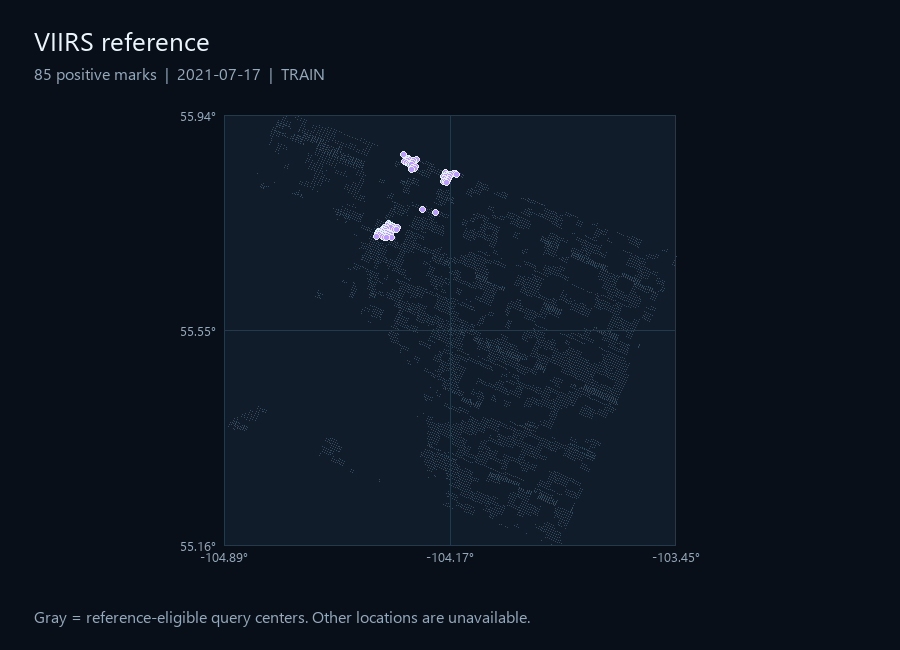 VIIRS reference
85 positive marks  |  2021-07-17  |  TRAIN
55.94°
55.55°
55.16°
-104.89°
-104.17°
-103.45°
Gray = reference-eligible query centers. Other locations are unavailable.